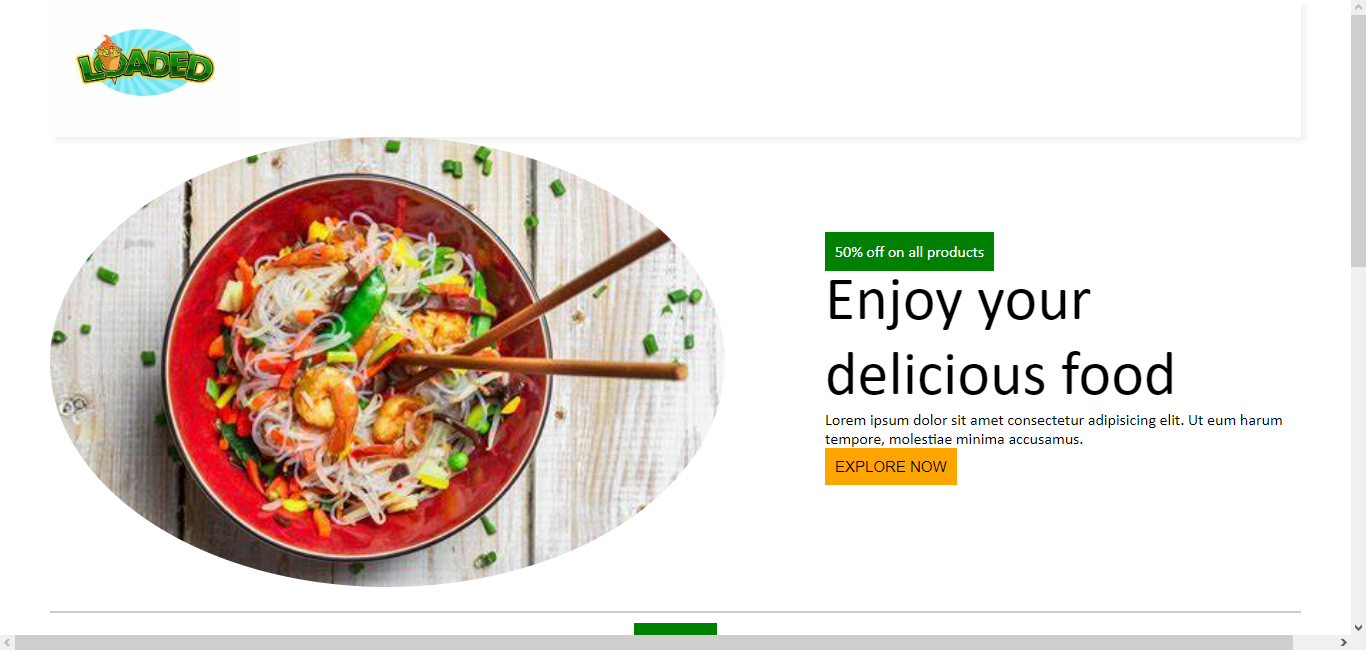 LOADED
50% off on all products
Enjoy your
delicious food
Lorem ipsum dolor sit amet consectetur adipisicing elit. Ut eum harum
tempore, molestiae minima accusamus.
EXPLORE NOW